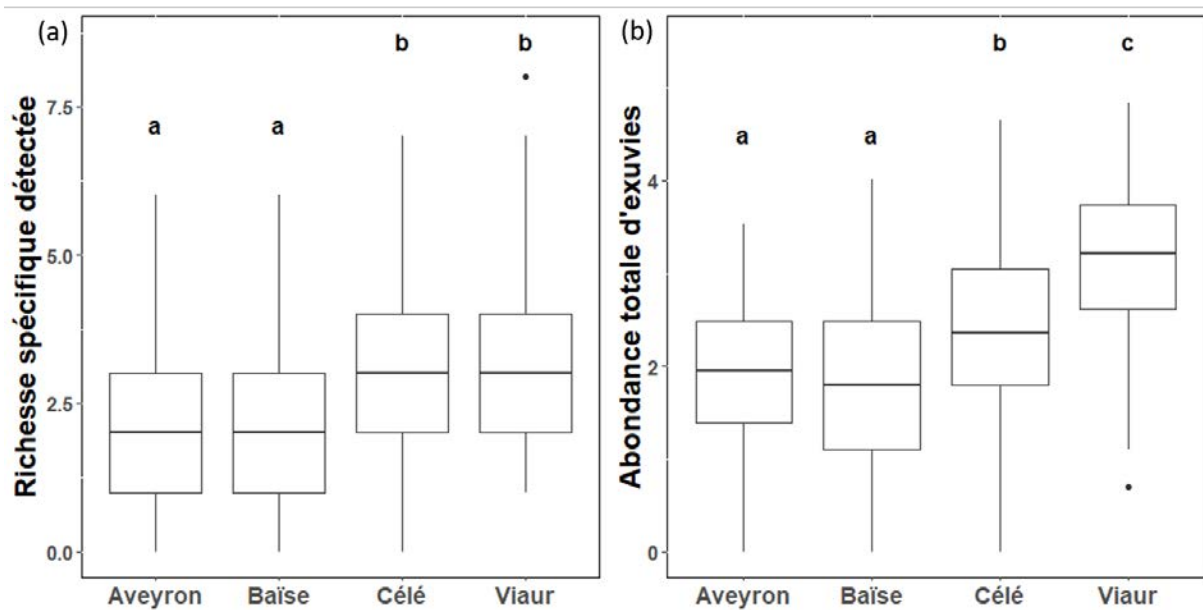 (a)
b b
a a
Richesse spécifique détectée
7.5
5.0
2.5
0.0
Aveyron Baïse Célé Viaur
(b)
b c
a a
Abondance totale d'exuvies
4
2
0
Aveyron Baïse Célé Viaur